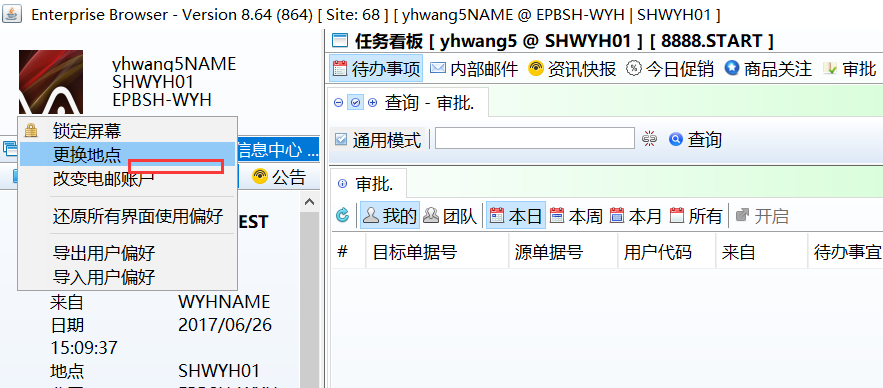 Enterprise Browser - Version 8.64 (864) [ Site: 68 ] [ yhwang5NAME @ EPBSH-WYH | SHWYH01 ]
yhwang5NAME
SHWYH01
EPBSH-WYH
锁定屏幕
更换地点
改变电邮账户
还原所有界面使用偏好
导出用户偏好
导入用户偏好
信息中心 ...
公告
EST
来自 WYHNAME
日期 2017/06/26
15:09:37
地点 SHWYH01
任务看板 [ yhwang5 @ SHWYH01 ] [ 8888.START ]
待办事项 内部邮件 资讯快报 今日促销 商品关注 审批
查询 - 审批.
通用模式 查询
审批.
我的 团队 本日 本周 本月 所有 开启
# 目标单据号 源单据号 用户代码 来自 待办事宜